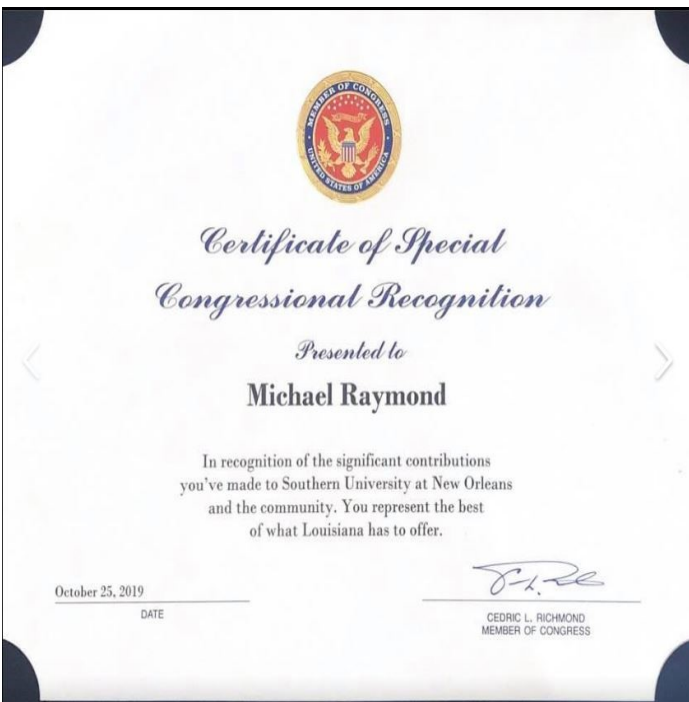 MEMBER OF CONGRESS
UNITED STATES OF AMERICA
Certificate of Special
Congressional Recognition
Presented to
Michael Raymond
In recognition of the significant contributions
you've made to Southern University at New Orleans
and the community. You represent the best
of what Louisiana has to offer.
October 25, 2019
DATE
CEDRIC L. RICHMOND
MEMBER OF CONGRESS